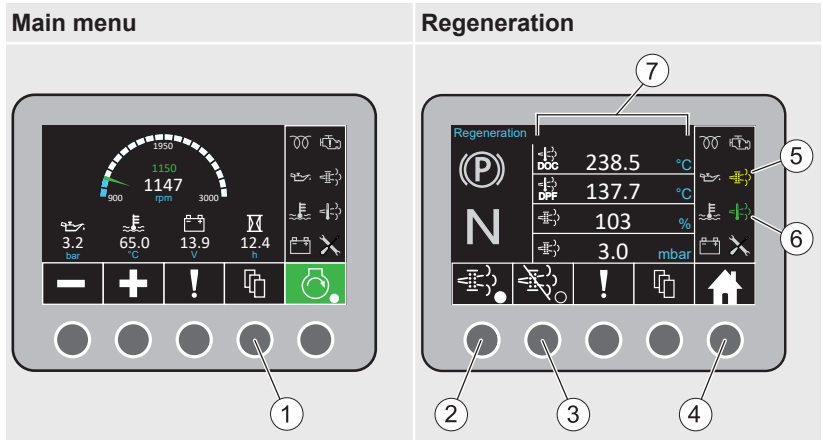 Main menu
Regeneration
1950
1150
1147
rpm
900
3000
3.2
bar
65.0
°C
13.9
V
12.4
h
1
Regeneration
P
N
DOC
238.5 °C
DPF
137.7 °C
103 %
3.0 mbar
7
5
6
2
3
4